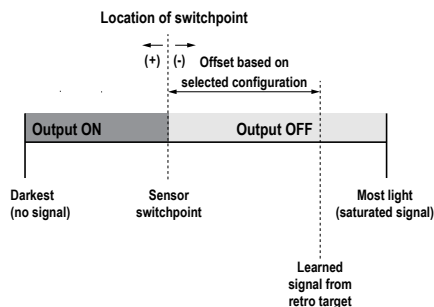 Location of switchpoint
(+) (-) Offset based on
selected configuration
Output ON Output OFF
Darkest
(no signal)
Sensor
switchpoint
Most light
(saturated signal)
Learned
signal from
retro target